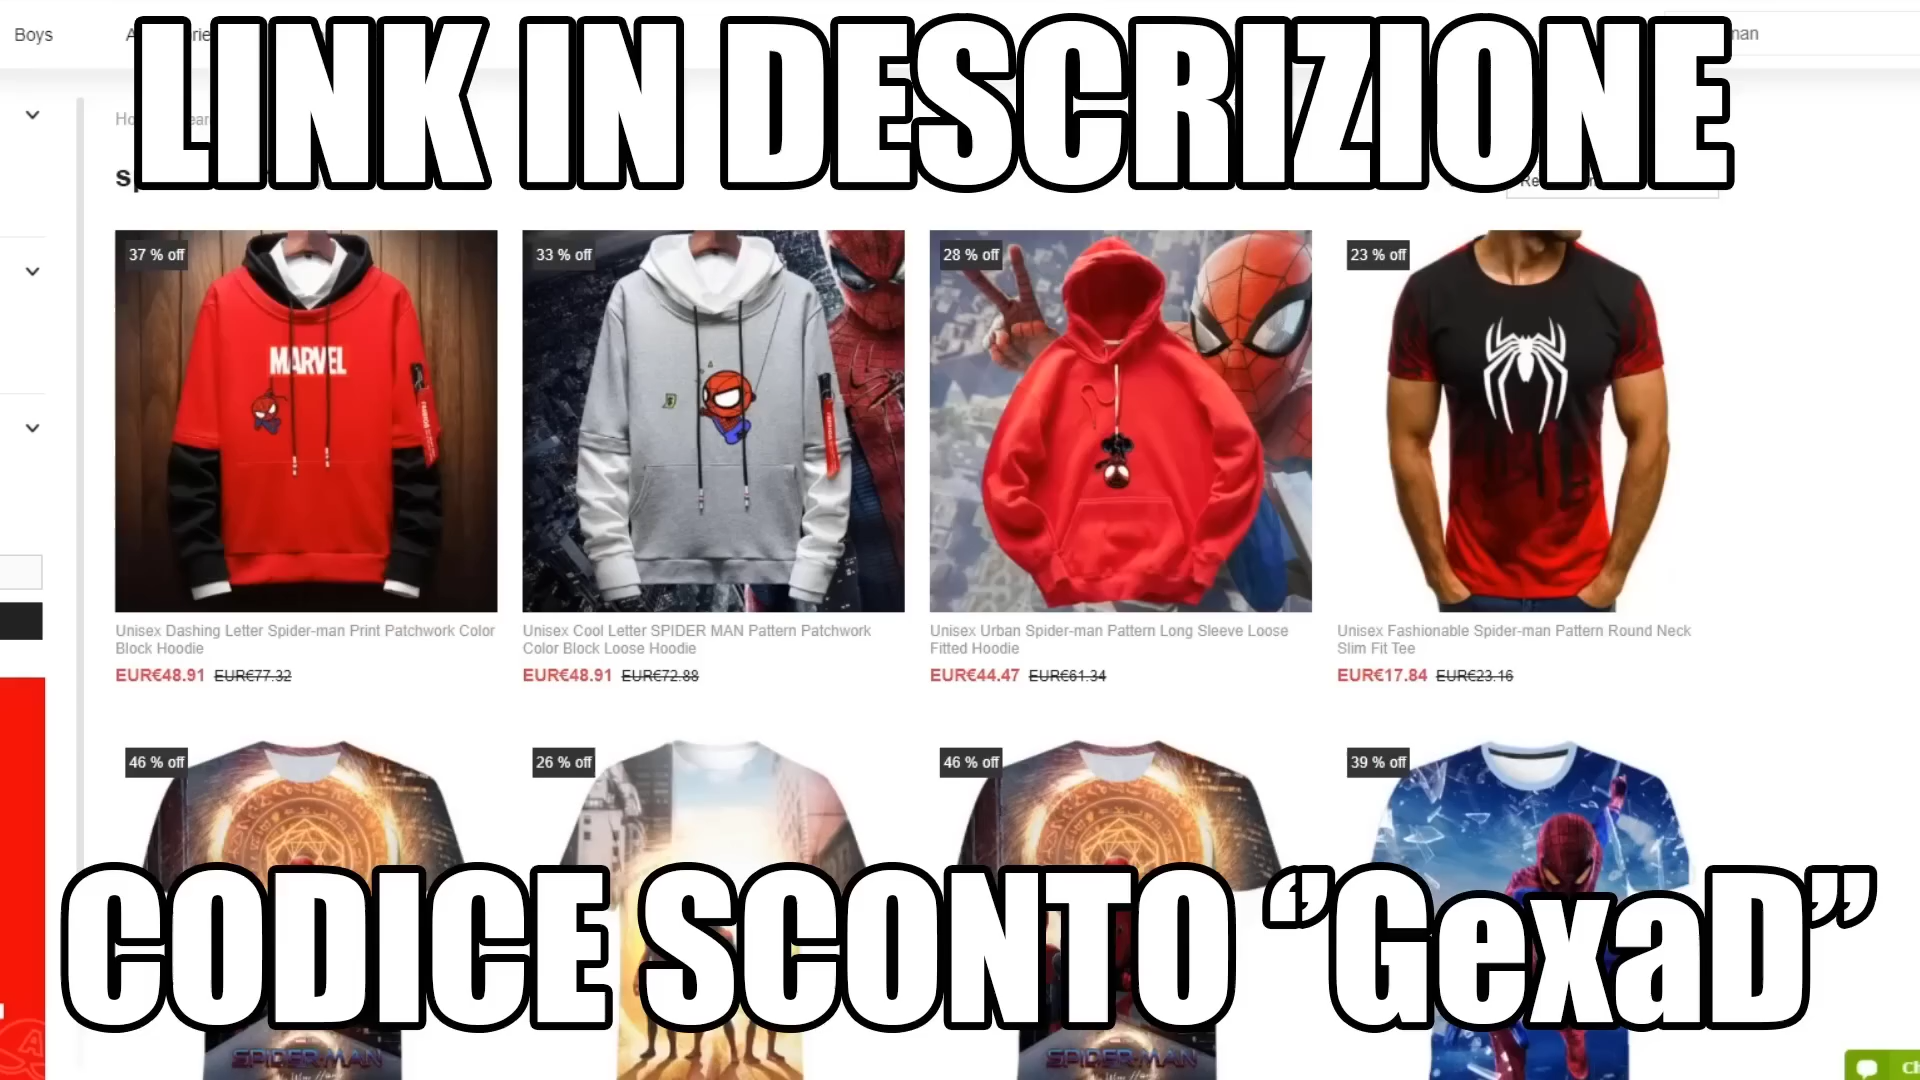 Boys
LINK IN DESCRIZIONE
37 % off
33 % off
28 % off
23 % off
MARVEL
Unisex Dashing Letter Spider-man Print Patchwork Color
Block Hoodie
EUR€48.91 EUR€77.32
Unisex Cool Letter SPIDER MAN Pattern Patchwork
Color Block Loose Hoodie
EUR€48.91 EUR€72.88
Unisex Urban Spider-man Pattern Long Sleeve Loose
Fitted Hoodie
EUR€44.47 EUR€61.34
Unisex Fashionable Spider-man Pattern Round Neck
Slim Fit Tee
EUR€17.84 EUR€23.16
46 % off
26 % off
46 % off
39 % off
CODICE SCONTO “GexaD”
SPIDER-MAN
SPIDER-MAN